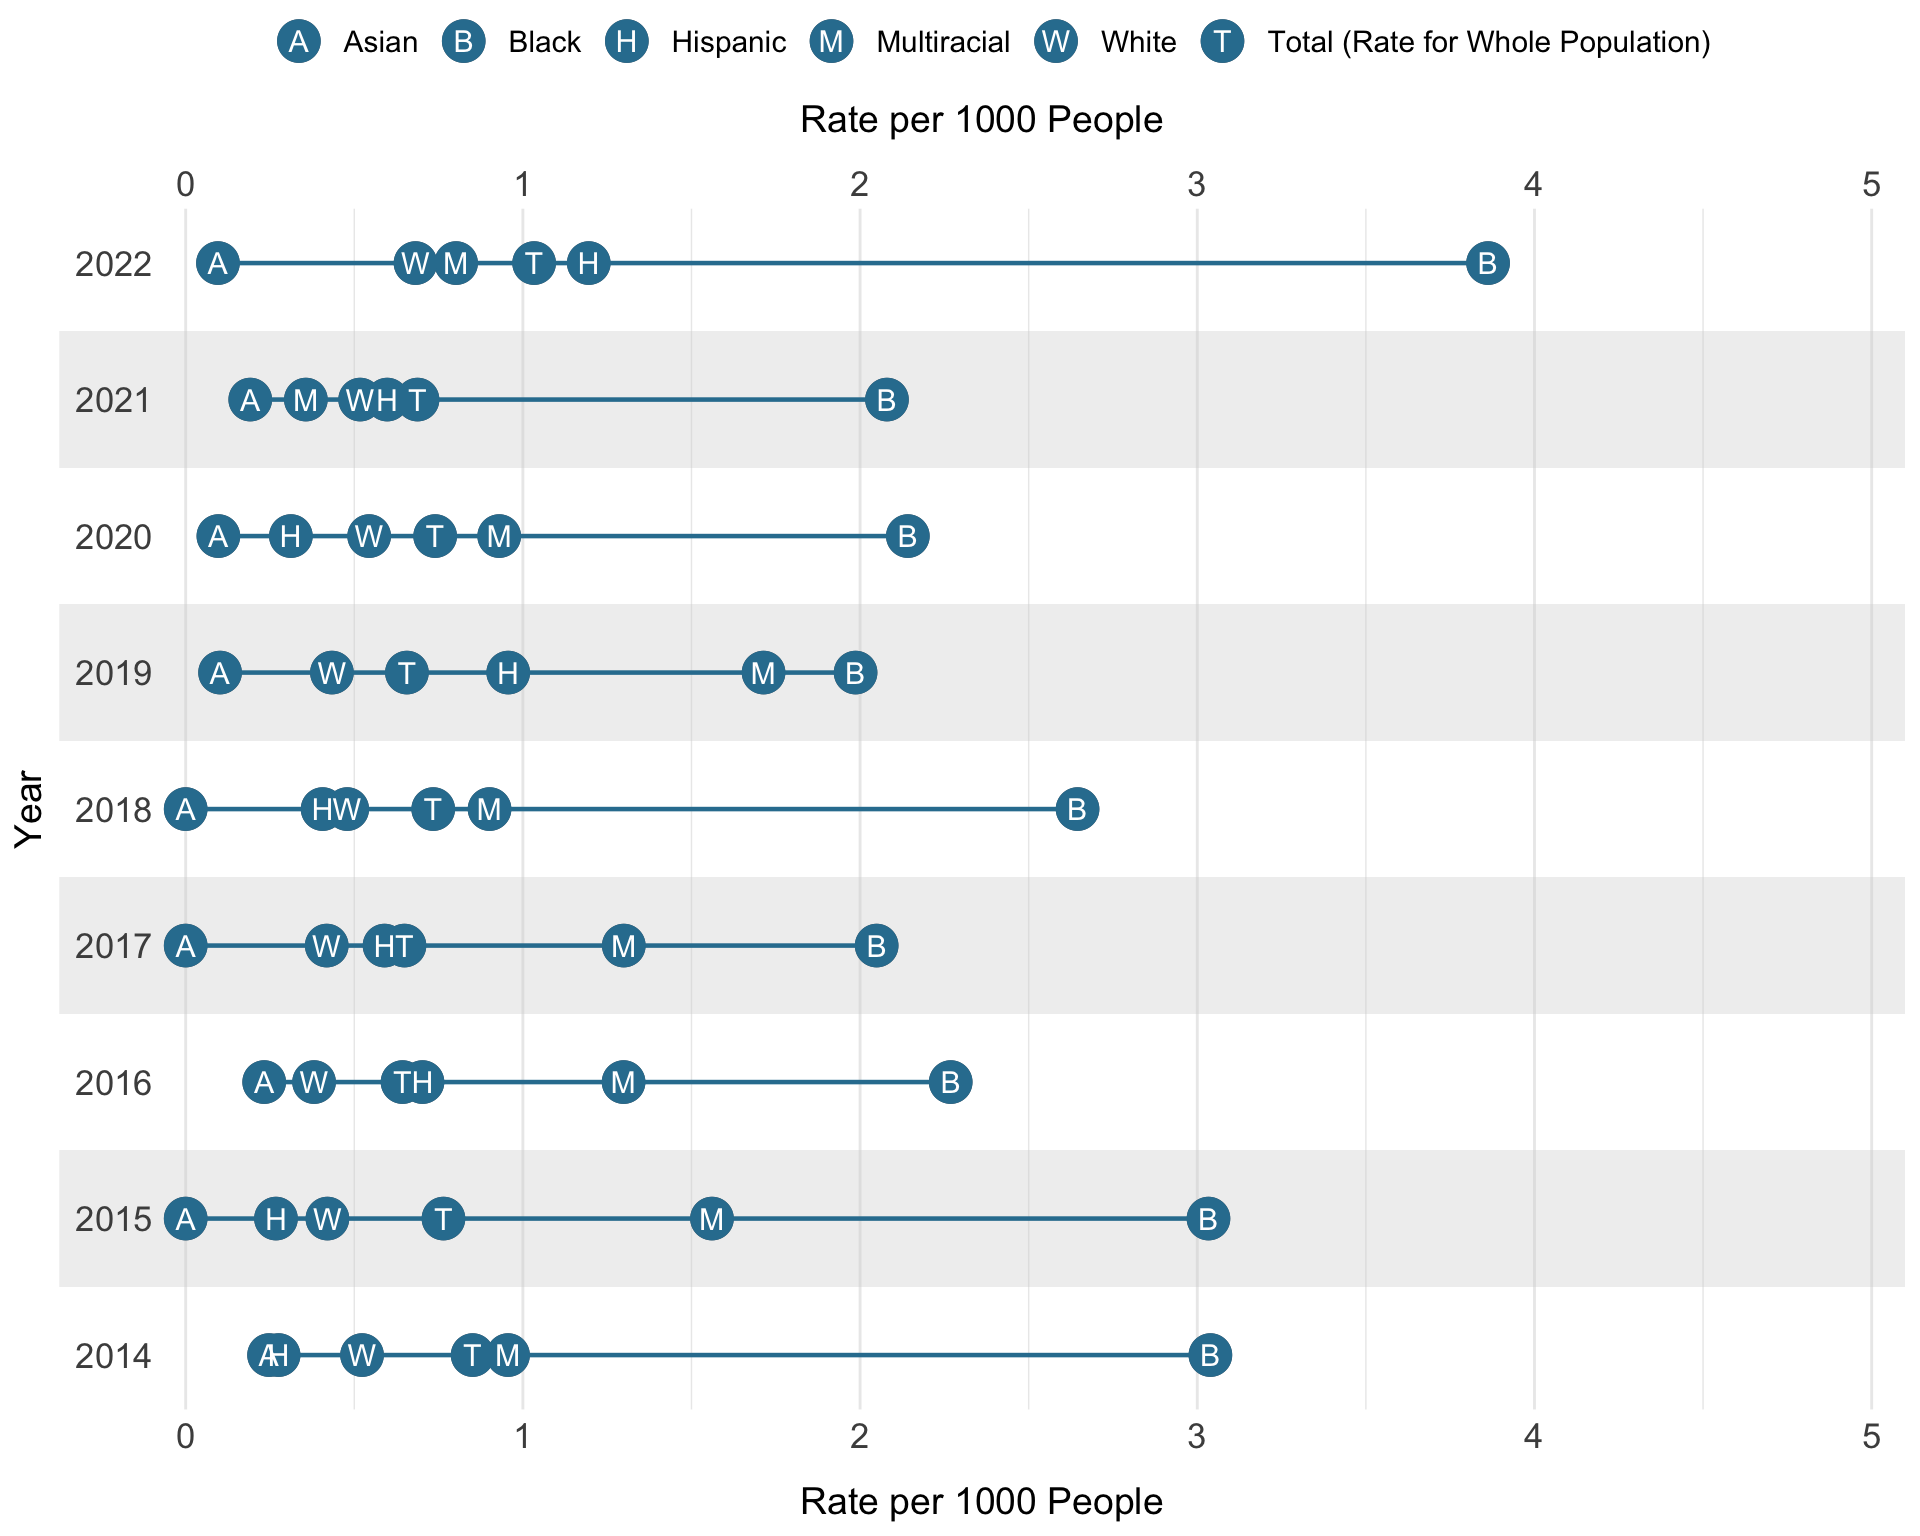 A Asian B Black H Hispanic M Multiracial W White T Total (Rate for Whole Population)
Rate per 1000 People
0 1 2 3 4 5
2022 A W M T H B
2021 A M W H T B
2020 A H W T M B
2019 A W T H M B
Year
2018 A H W T M B
2017 A W H T M B
2016 A W T H M B
2015 A H W T M B
2014 A H W T M B
0 1 2 3 4 5
Rate per 1000 People